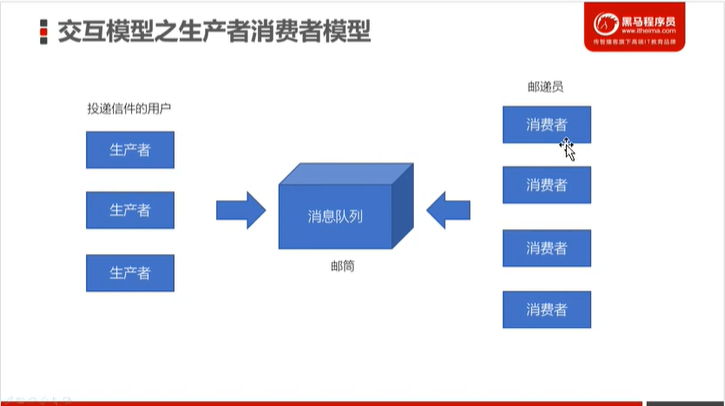 交互模型之生产者消费者模型
黑马程序员
www.itheima.com
传智播客旗下高端IT教育品牌
投递信件的用户
生产者
生产者
生产者
消息队列
邮筒
邮递员
消费者
消费者
消费者
消费者